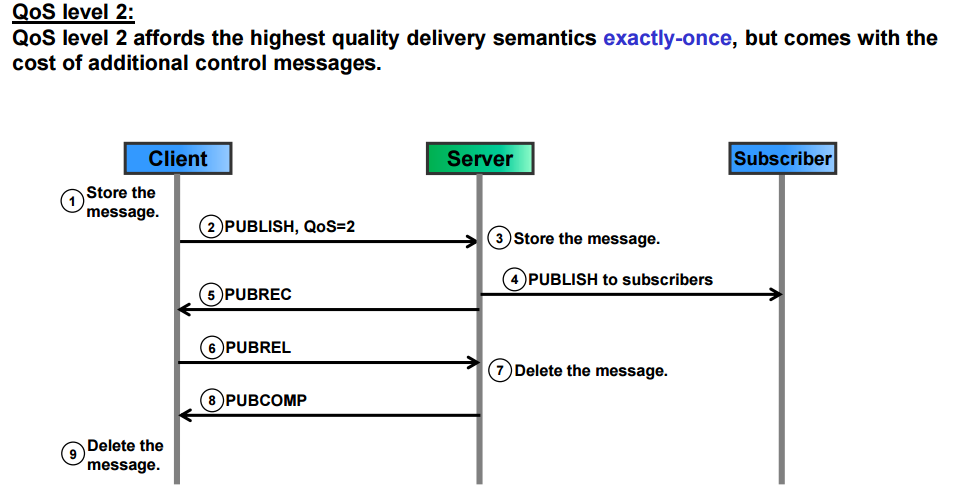 QoS level 2:
QoS level 2 affords the highest quality delivery semantics exactly-once, but comes with the
cost of additional control messages.
Client
Server
Subscriber
1 Store the
message.
2 PUBLISH, QoS=2
3 Store the message.
4 PUBLISH to subscribers
5 PUBREC
6 PUBREL
7 Delete the message.
8 PUBCOMP
9 Delete the
message.